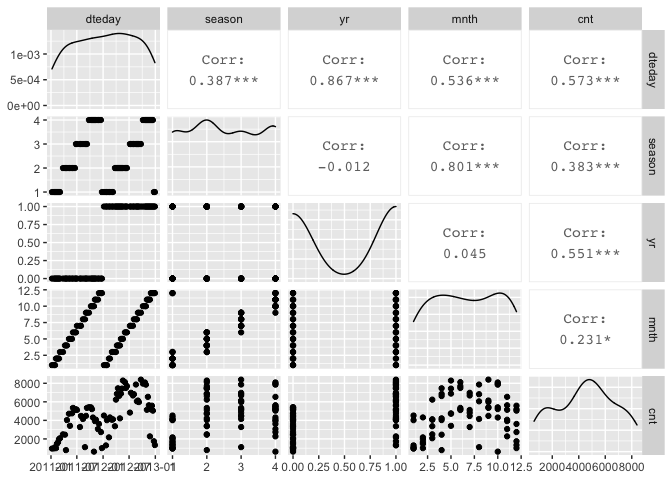 dteday season yr mnth cnt
1e-03
5e-04
0e+00
Corr:
0.387***
Corr:
0.867***
Corr:
0.536***
Corr:
0.573***
dteday
4
3
2
1
Corr:
-0.012
Corr:
0.801***
Corr:
0.383***
season
1.00
0.75
0.50
0.25
0.00
Corr:
0.045
Corr:
0.551***
yr
12.5
10.0
7.5
5.0
2.5
Corr:
0.231*
mnth
8000
6000
4000
2000
cnt
1 2 3 4
0.00 0.25 0.50 0.75 1.00
2.5 5.0 7.5 10.0 12.5
2000 4000 6000 8000